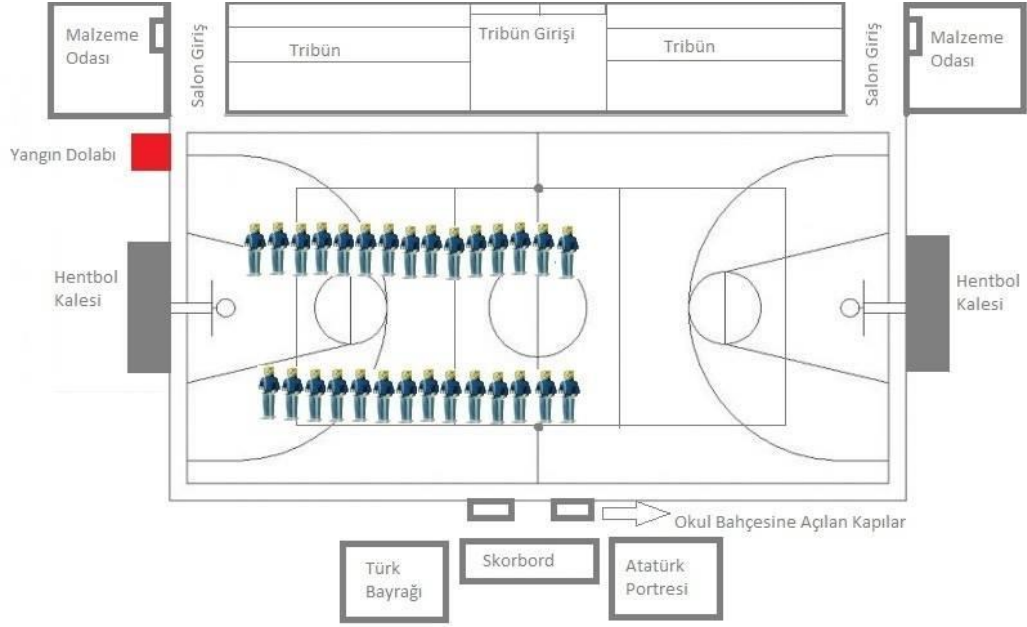 Malzeme
Odası
Salon Giriş
Tribün
Tribün Girişi
Tribün
Salon Giriş
Malzeme
Odası
Yangın Dolabı
Hentbol
Kalesi
Hentbol
Kalesi
Okul Bahçesine Açılan Kapılar
Türk
Bayrağı
Skorbord
Atatürk
Portresi